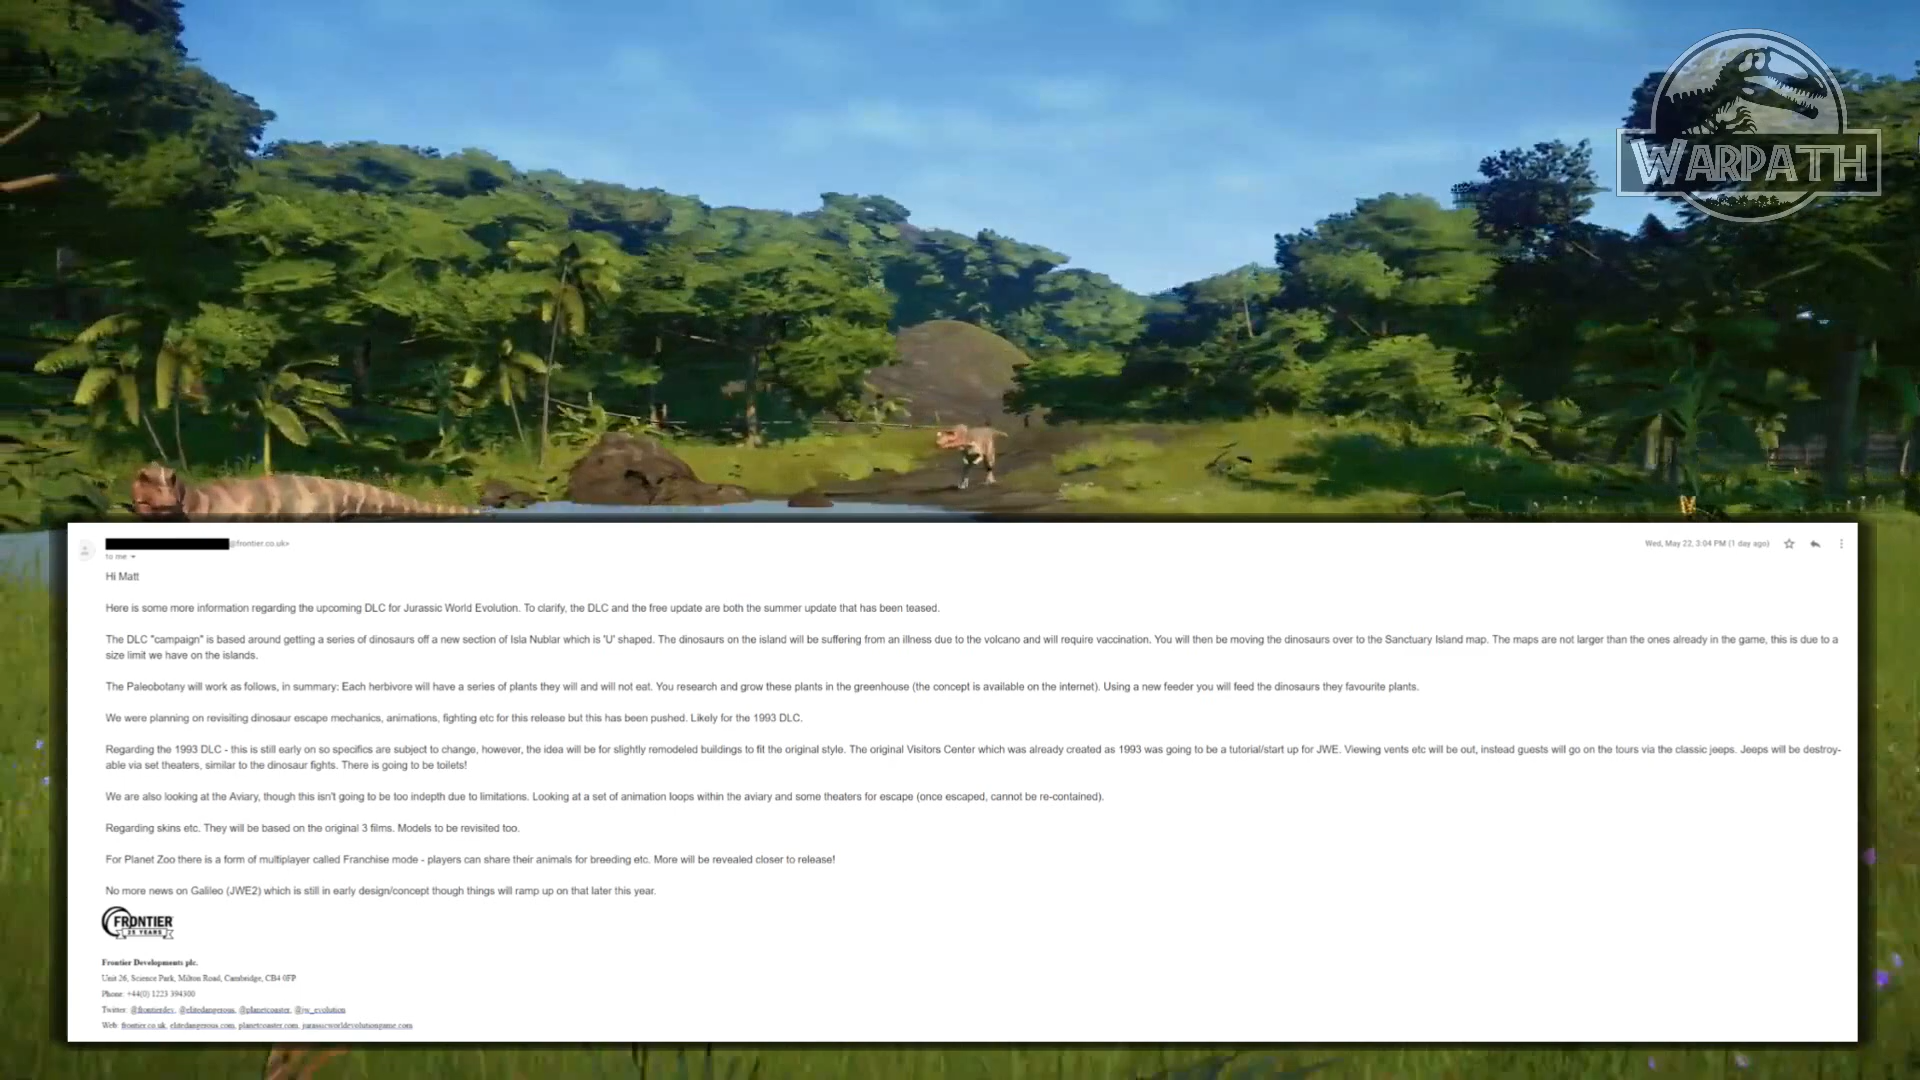 WARPATH
@frontier.co.uk>
Wed, May 22, 3:04 PM (1 day ago)
to me
Hi Matt
Here is some more information regarding the upcoming DLC for Jurassic World Evolution. To clarify, the DLC and the free update are both the summer update that has been teased.
The DLC "campaign" is based around getting a series of dinosaurs off a new section of Isla Nublar which is 'U' shaped. The dinosaurs on the island will be suffering from an illness due to the volcano and will require vaccination. You will then be moving the dinosaurs over to the Sanctuary Island map. The maps are not larger than the ones already in the game, this is due to a
size limit we have on the islands.
The Paleobotany will work as follows, in summary: Each herbivore will have a series of plants they will and will not eat. You research and grow these plants in the greenhouse (the concept is available on the internet). Using a new feeder you will feed the dinosaurs they favourite plants.
We were planning on revisiting dinosaur escape mechanics, animations, fighting etc for this release but this has been pushed. Likely for the 1993 DLC.
Regarding the 1993 DLC - this is still early on so specifics are subject to change, however, the idea will be for slightly remodeled buildings to fit the original style. The original Visitors Center which was already created as 1993 was going to be a tutorial/start up for JWE. Viewing vents etc will be out, instead guests will go on the tours via the classic jeeps. Jeeps will be destroy-
able via set theaters, similar to the dinosaur fights. There is going to be toilets!
We are also looking at the Aviary, though this isn't going to be too indepth due to limitations. Looking at a set of animation loops within the aviary and some theaters for escape (once escaped, cannot be re-contained).
Regarding skins etc. They will be based on the original 3 films. Models to be revisited too.
For Planet Zoo there is a form of multiplayer called Franchise mode - players can share their animals for breeding etc. More will be revealed closer to release!
No more news on Galileo (JWE2) which is still in early design/concept though things will ramp up on that later this year.
FRONTIER
25 YEARS
Frontier Developments plc.
Unit 26, Science Park, Milton Road, Cambridge, CB4 0FP
Phone: +44(0) 1223 394300
Twitter: @frontierdev, @elitedangerous, @planetcoaster, @jw_evolution
Web: frontier.co.uk, elitedangerous.com, planetcoaster.com, jurassicworldevolutiongame.com